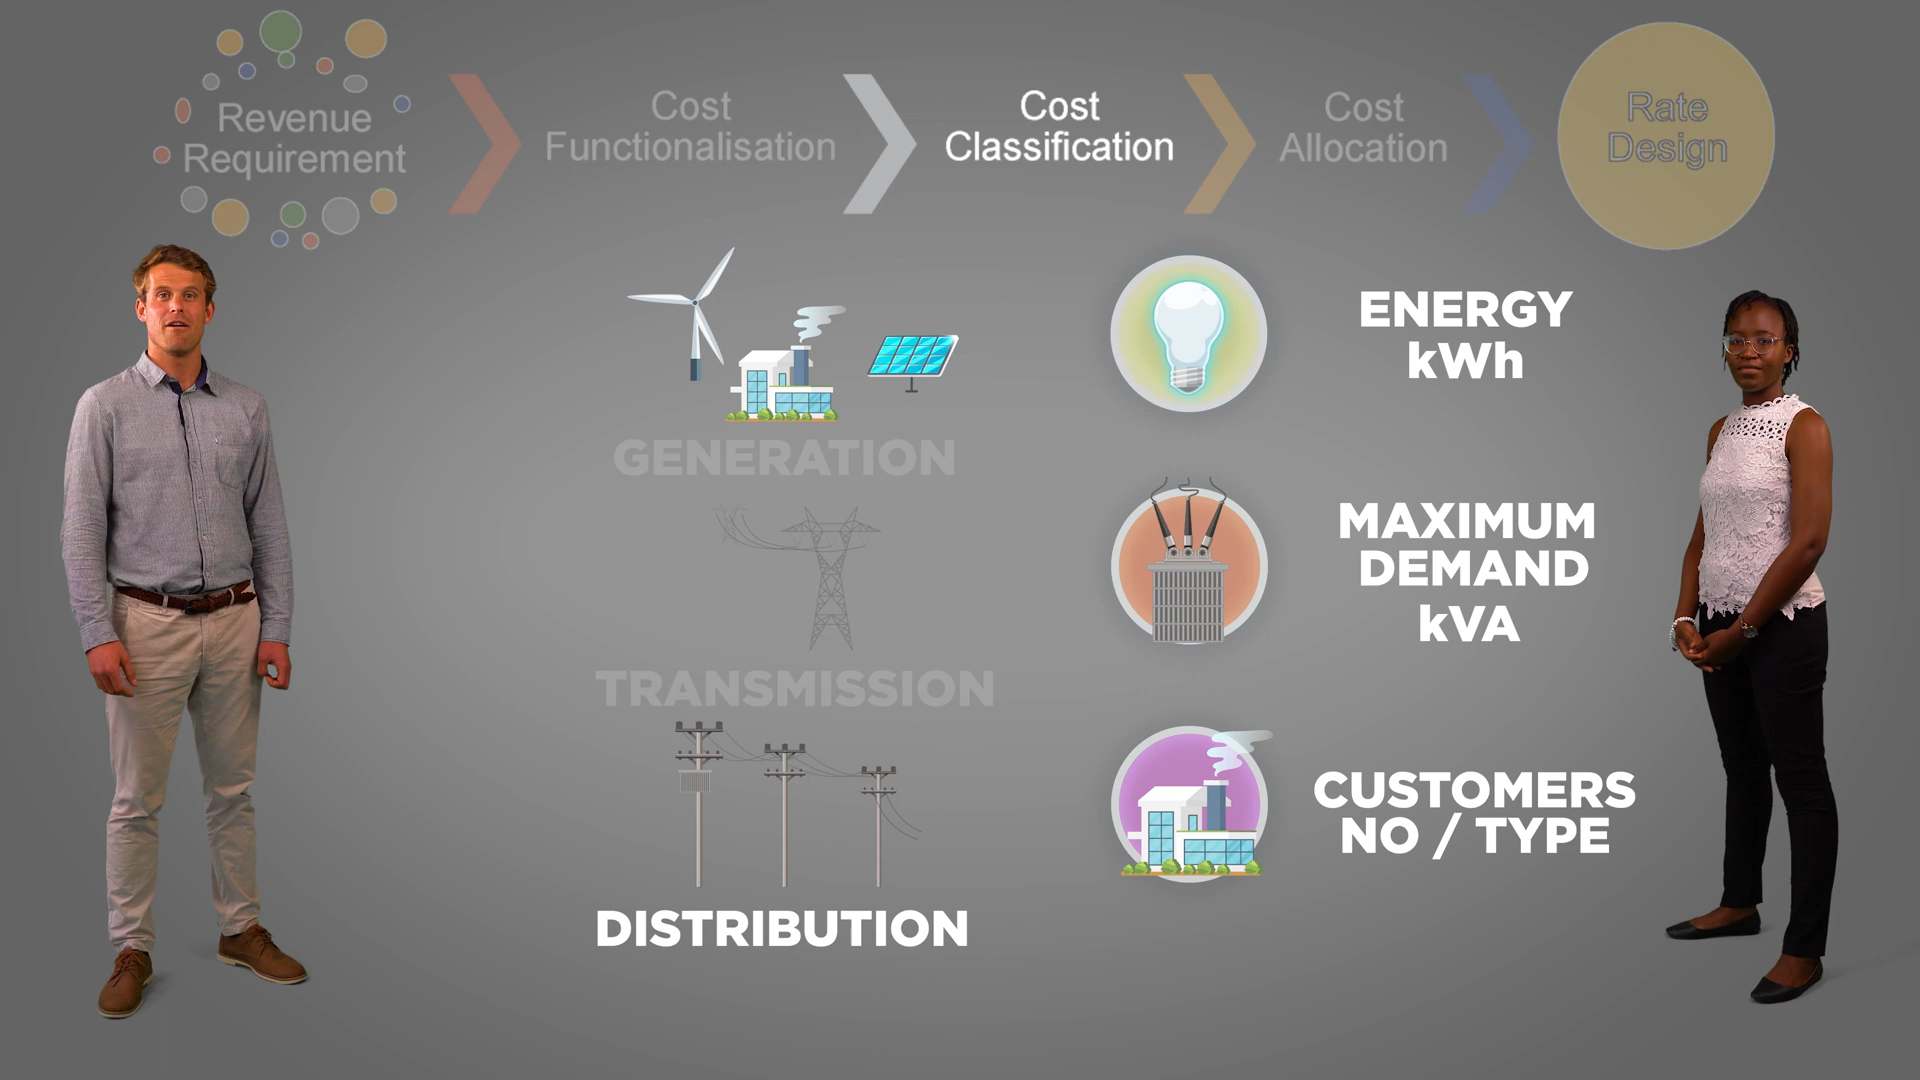 Revenue
Requirement
Cost
Functionalisation
Cost
Classification
Cost
Allocation
Rate
Design
GENERATION
TRANSMISSION
DISTRIBUTION
ENERGY
kWh
MAXIMUM
DEMAND
kVA
CUSTOMERS
NO / TYPE